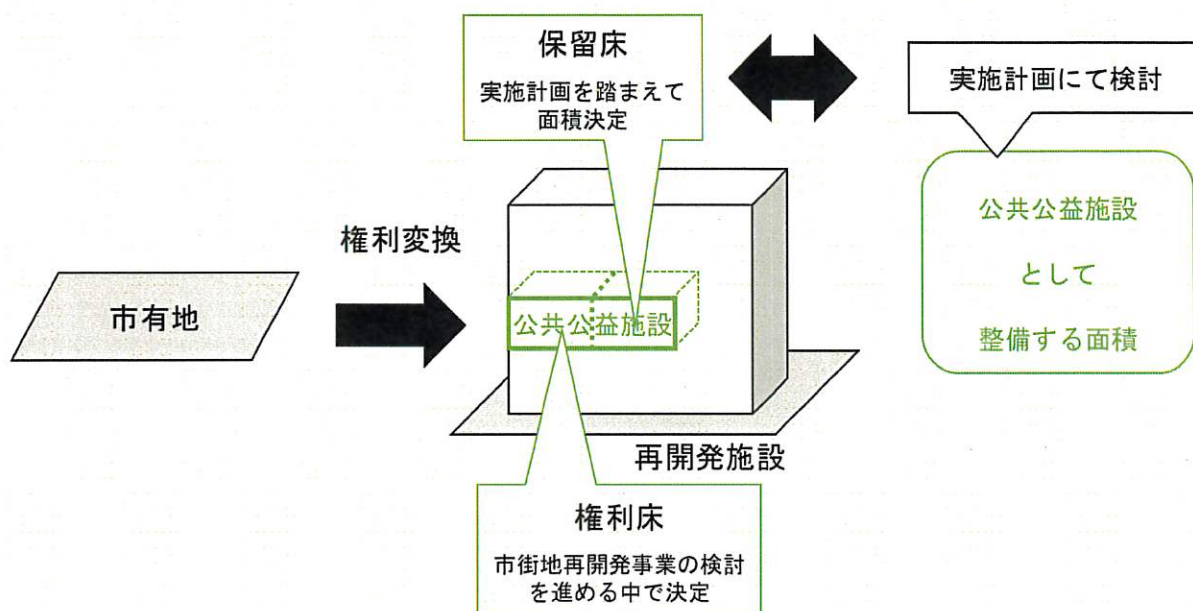 保留床
実施計画を踏まえて
面積決定
実施計画にて検討
公共公益施設
として
整備する面積
権利変換
市有地
公共公益施設
再開発施設
権利床
市街地再開発事業の検討
を進める中で決定